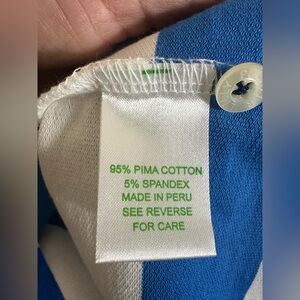 95% PIMA COTTON
5% SPANDEX
MADE IN PERU
SEE REVERSE
FOR CARE